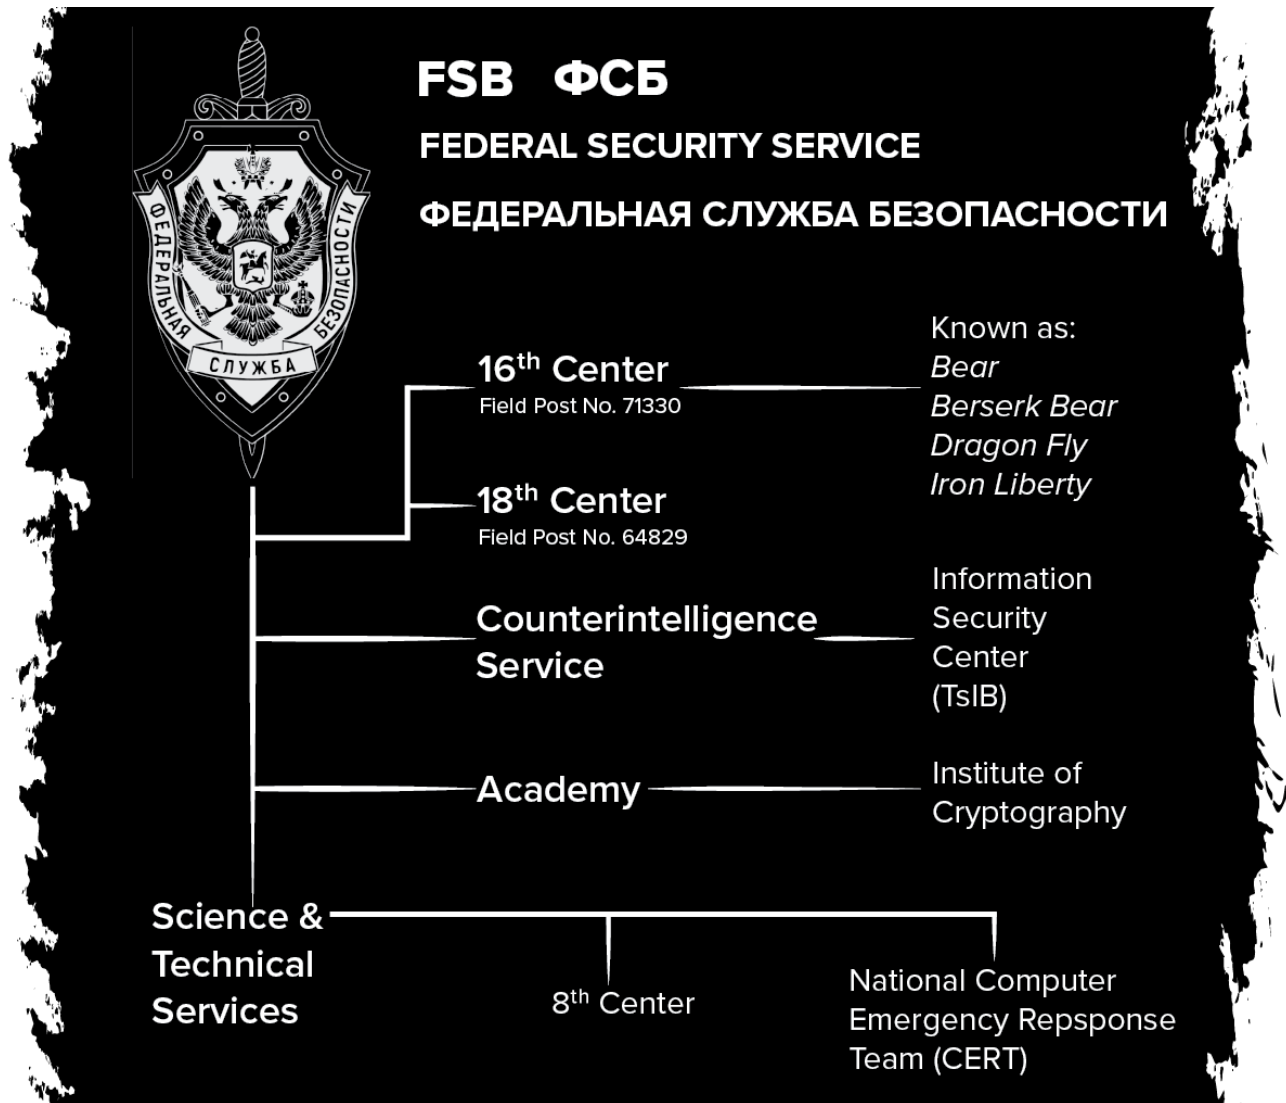 FSB ФСБ
FEDERAL SECURITY SERVICE
ФЕДЕРАЛЬНАЯ СЛУЖБА БЕЗОПАСНОСТИ
ФЕДЕРАЛЬНАЯ
СЛУЖБА
БЕЗОПАСНОСТИ
16th Center
Field Post No. 71330
Known as:
Bear
Berserk Bear
Dragon Fly
Iron Liberty
18th Center
Field Post No. 64829
Counterintelligence
Service
Information
Security
Center
(TsIB)
Academy
Institute of
Cryptography
Science &
Technical
Services
8th Center
National Computer
Emergency Repsponse
Team (CERT)